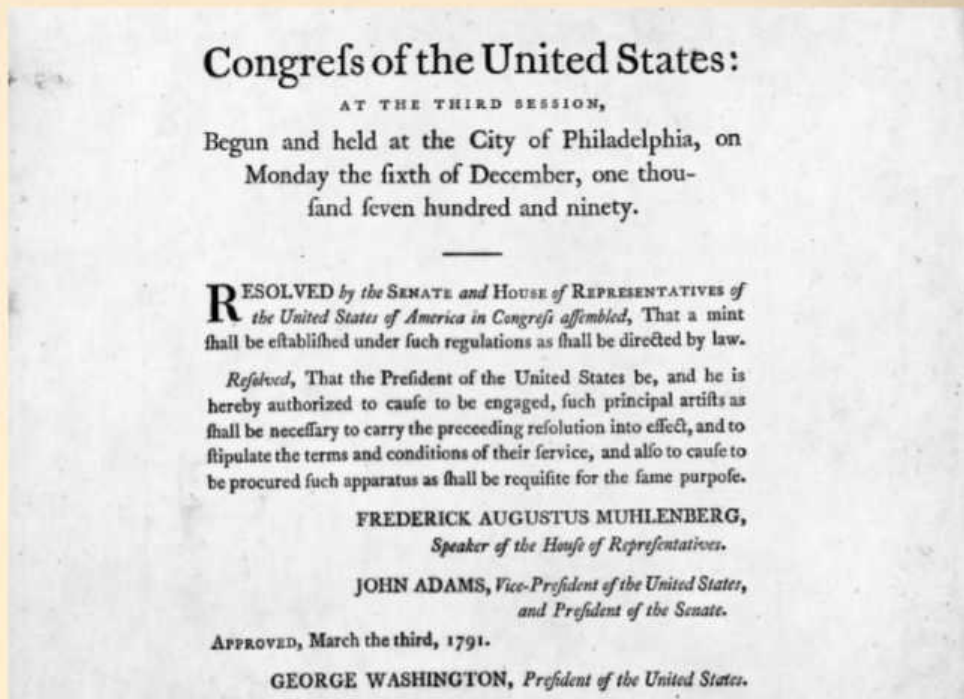 Congreſs of the United States:
AT THE THIRD SESSION,
Begun and held at the City of Philadelphia, on
Monday the ſixth of December, one thou-
ſand ſeven hundred and ninety.
RESOLVED by the SENATE and HOUSE of REPRESENTATIVES of
the United States of America in Congreſs aſſembled, That a mint
ſhall be eſtabliſhed under ſuch regulations as ſhall be directed by law.
Reſolved, That the Preſident of the United States be, and he is
hereby authorized to cauſe to be engaged, ſuch principal artiſts as
ſhall be neceſſary to carry the preceeding reſolution into effect, and to
ſtipulate the terms and conditions of their ſervice, and alſo to cauſe to
be procured ſuch apparatus as ſhall be requiſite for the ſame purpoſe.
FREDERICK AUGUSTUS MUHLENBERG,
Speaker of the Houſe of Repreſentatives.
JOHN ADAMS, Vice-Preſident of the United States,
and Preſident of the Senate.
APPROVED, March the third, 1791.
GEORGE WASHINGTON, Preſident of the United States.